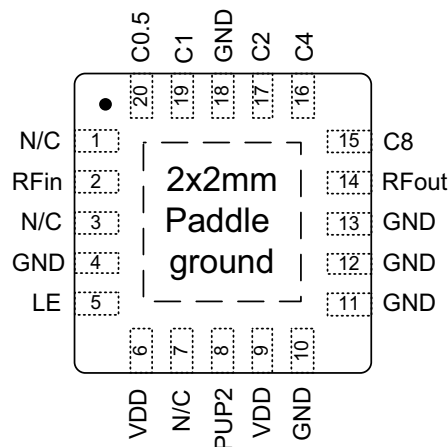 C0.5
C1
GND
C2
C4
20
19
18
17
16
N/C 1
RFin 2
N/C 3
GND 4
LE 5
2x2mm
Paddle
ground
15 C8
14 RFout
13 GND
12 GND
11 GND
6
7
8
9
10
VDD
N/C
PUP2
VDD
GND